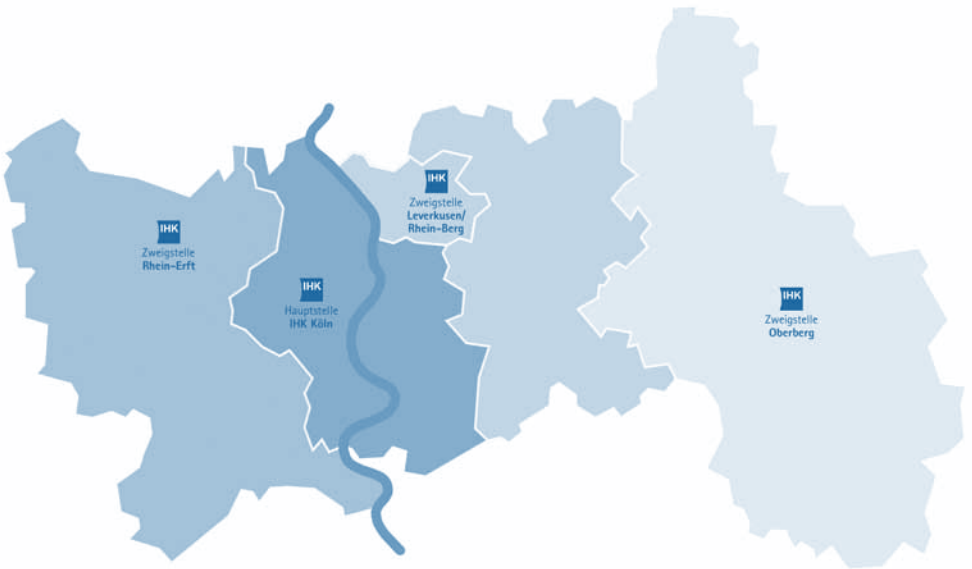 IHK
Zweigstelle
Leverkusen/
Rhein-Berg
IHK
Zweigstelle
Rhein-Erft
IHK
Hauptstelle
IHK Köln
IHK
Zweigstelle
Oberberg